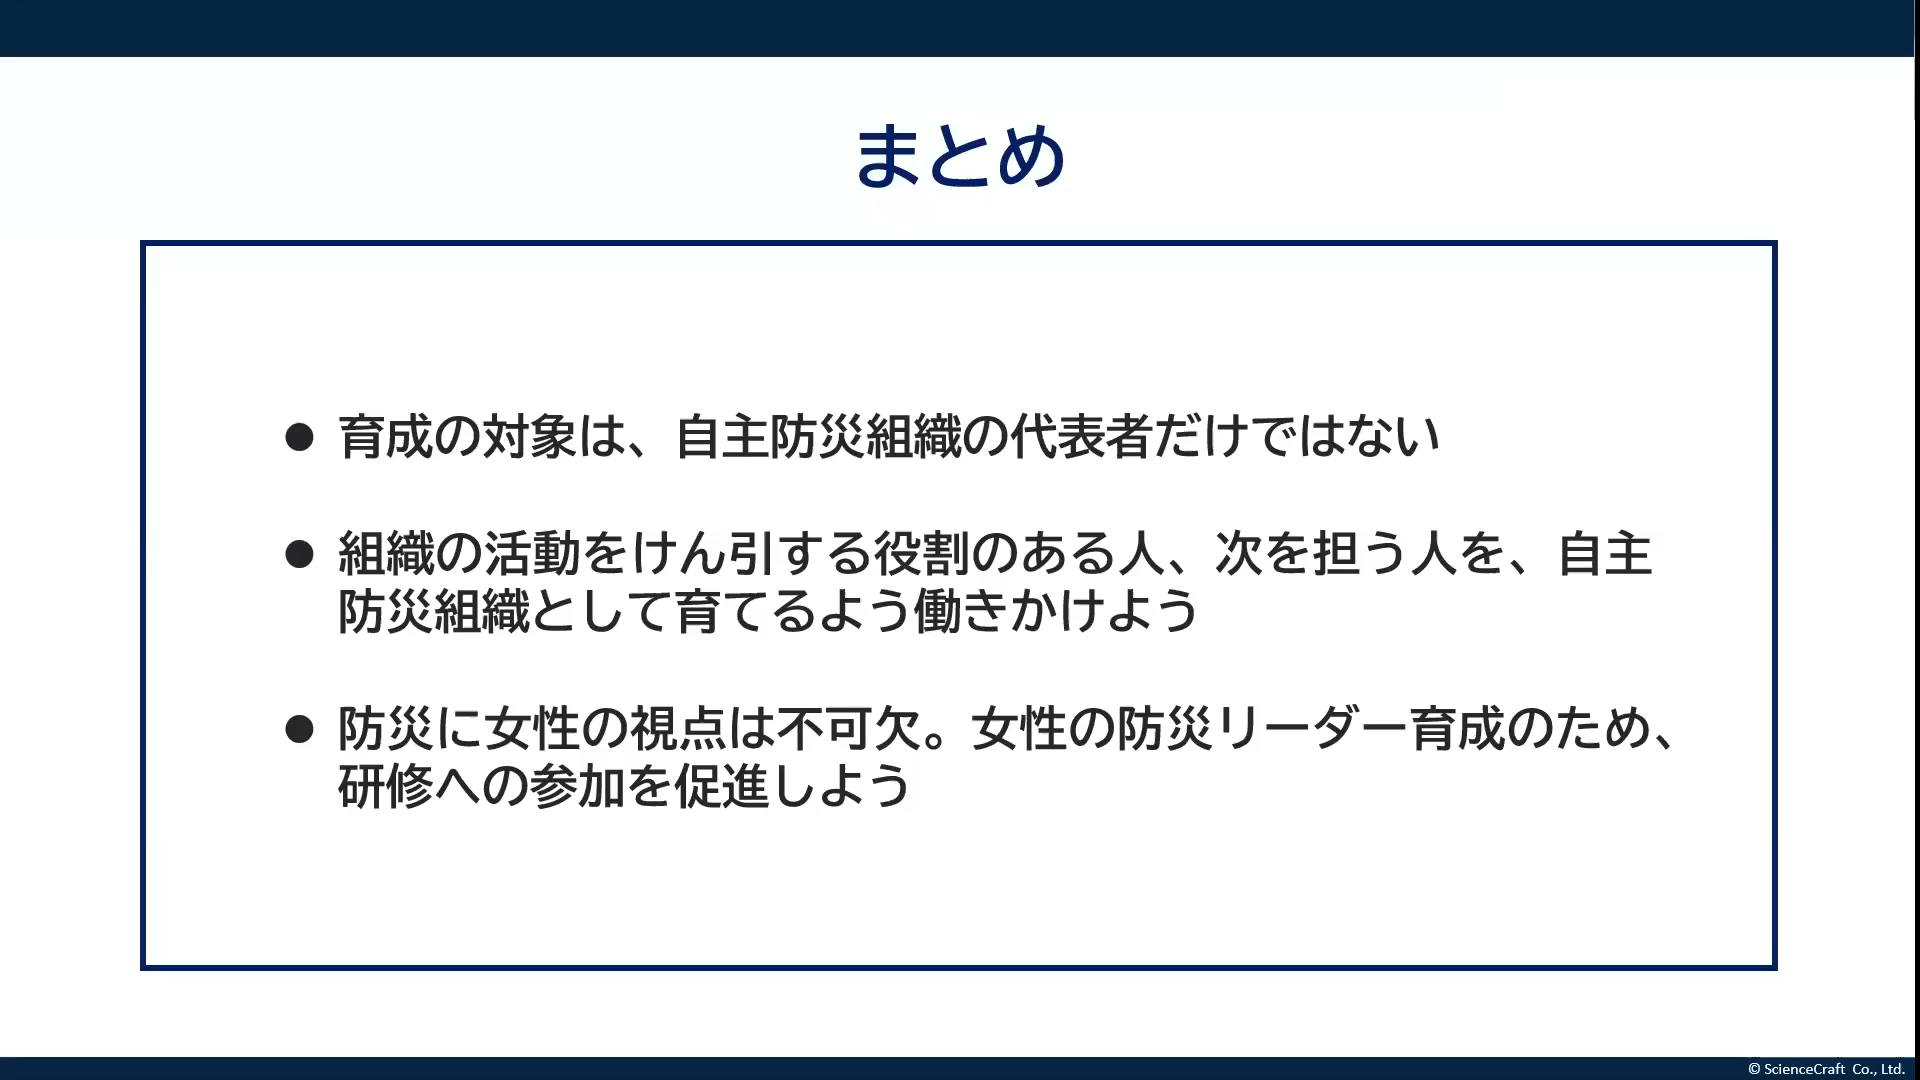 まとめ
● 育成の対象は、自主防災組織の代表者だけではない
● 組織の活動をけん引する役割のある人、次を担う人を、自主
防災組織として育てるよう働きかけよう
● 防災に女性の視点は不可欠。女性の防災リーダー育成のため、
研修への参加を促進しよう
© ScienceCraft Co., Ltd.